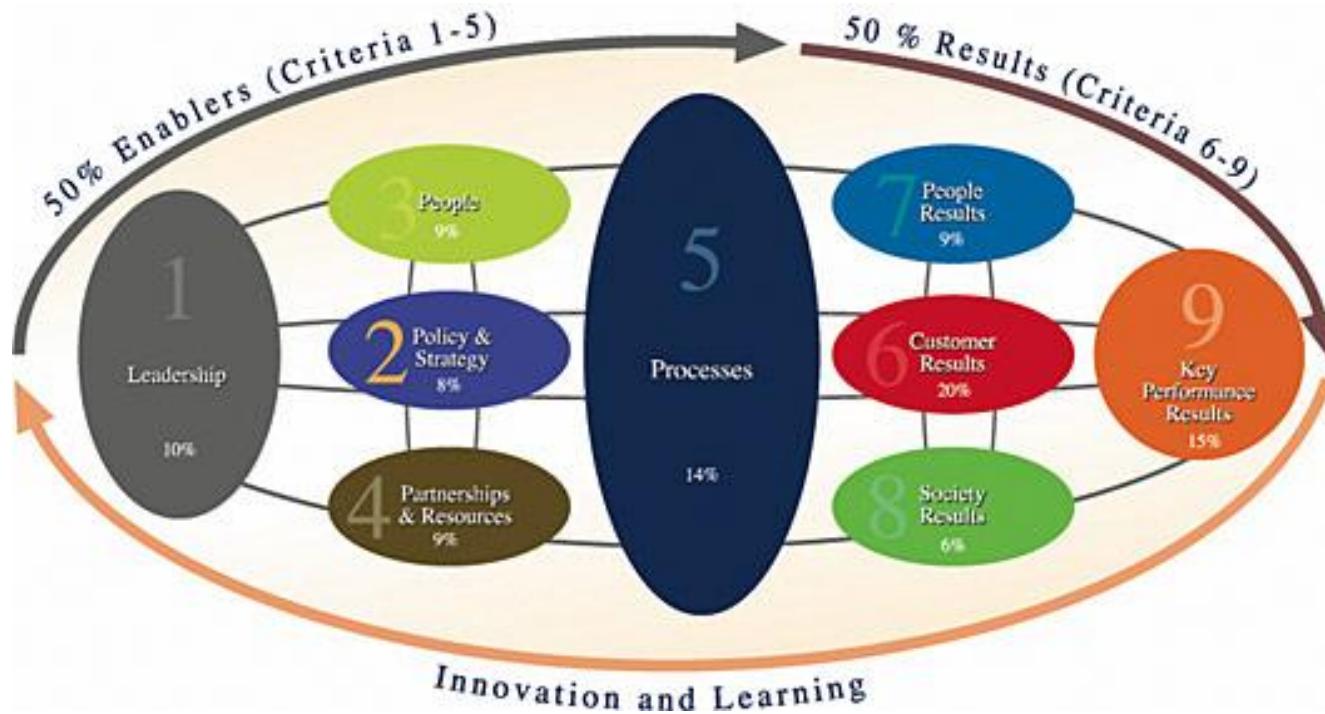 50% Enablers (Criteria 1-5)
50 % Results (Criteria 6-9)
1
Leadership
10%
3
People
9%
2
Policy &
Strategy
8%
4
Partnerships
& Resources
9%
5
Processes
14%
7
People
Results
9%
6
Customer
Results
20%
8
Society
Results
6%
9
Key
Performance
Results
15%
Innovation and Learning